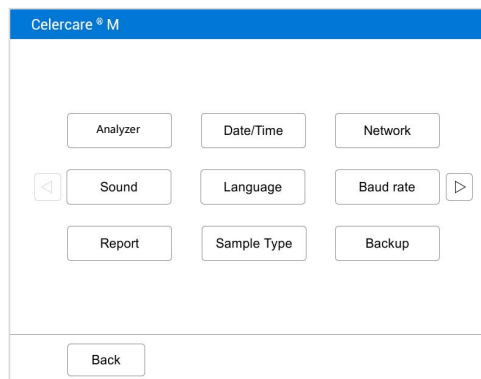 Celercare ® M
Analyzer Date/Time Network
Sound Language Baud rate
Report Sample Type Backup
Back